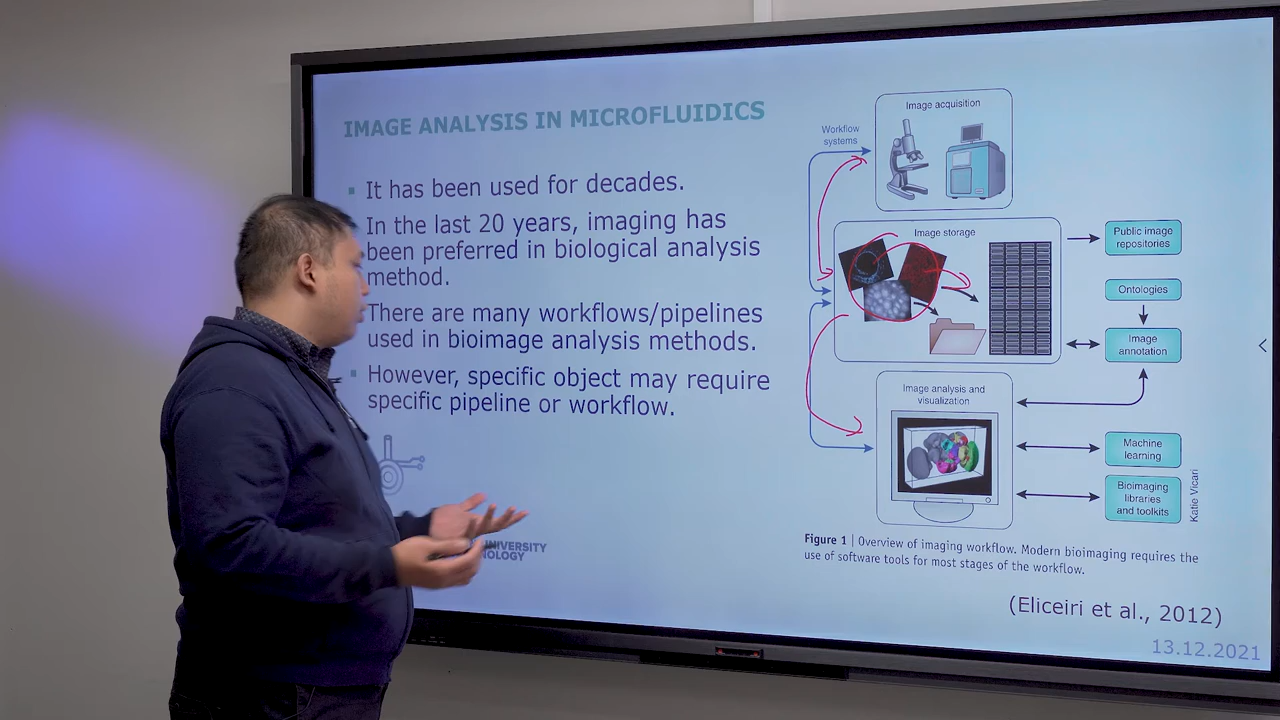 IMAGE ANALYSIS IN MICROFLUIDICS
It has been used for decades.
In the last 20 years, imaging has
been preferred in biological analysis
method.
There are many workflows/pipelines
used in bioimage analysis methods.
However, specific object may require
specific pipeline or workflow.
Workflow
systems
Image acquisition
Image storage
Public image
repositories
Ontologies
Image
annotation
Image analysis and
visualization
Machine
learning
Bioimaging
libraries
and toolkits
Katie Vicari
Figure 1 | Overview of imaging workflow. Modern bioimaging requires the
use of software tools for most stages of the workflow.
(Eliceiri et al., 2012)
13.12.2021